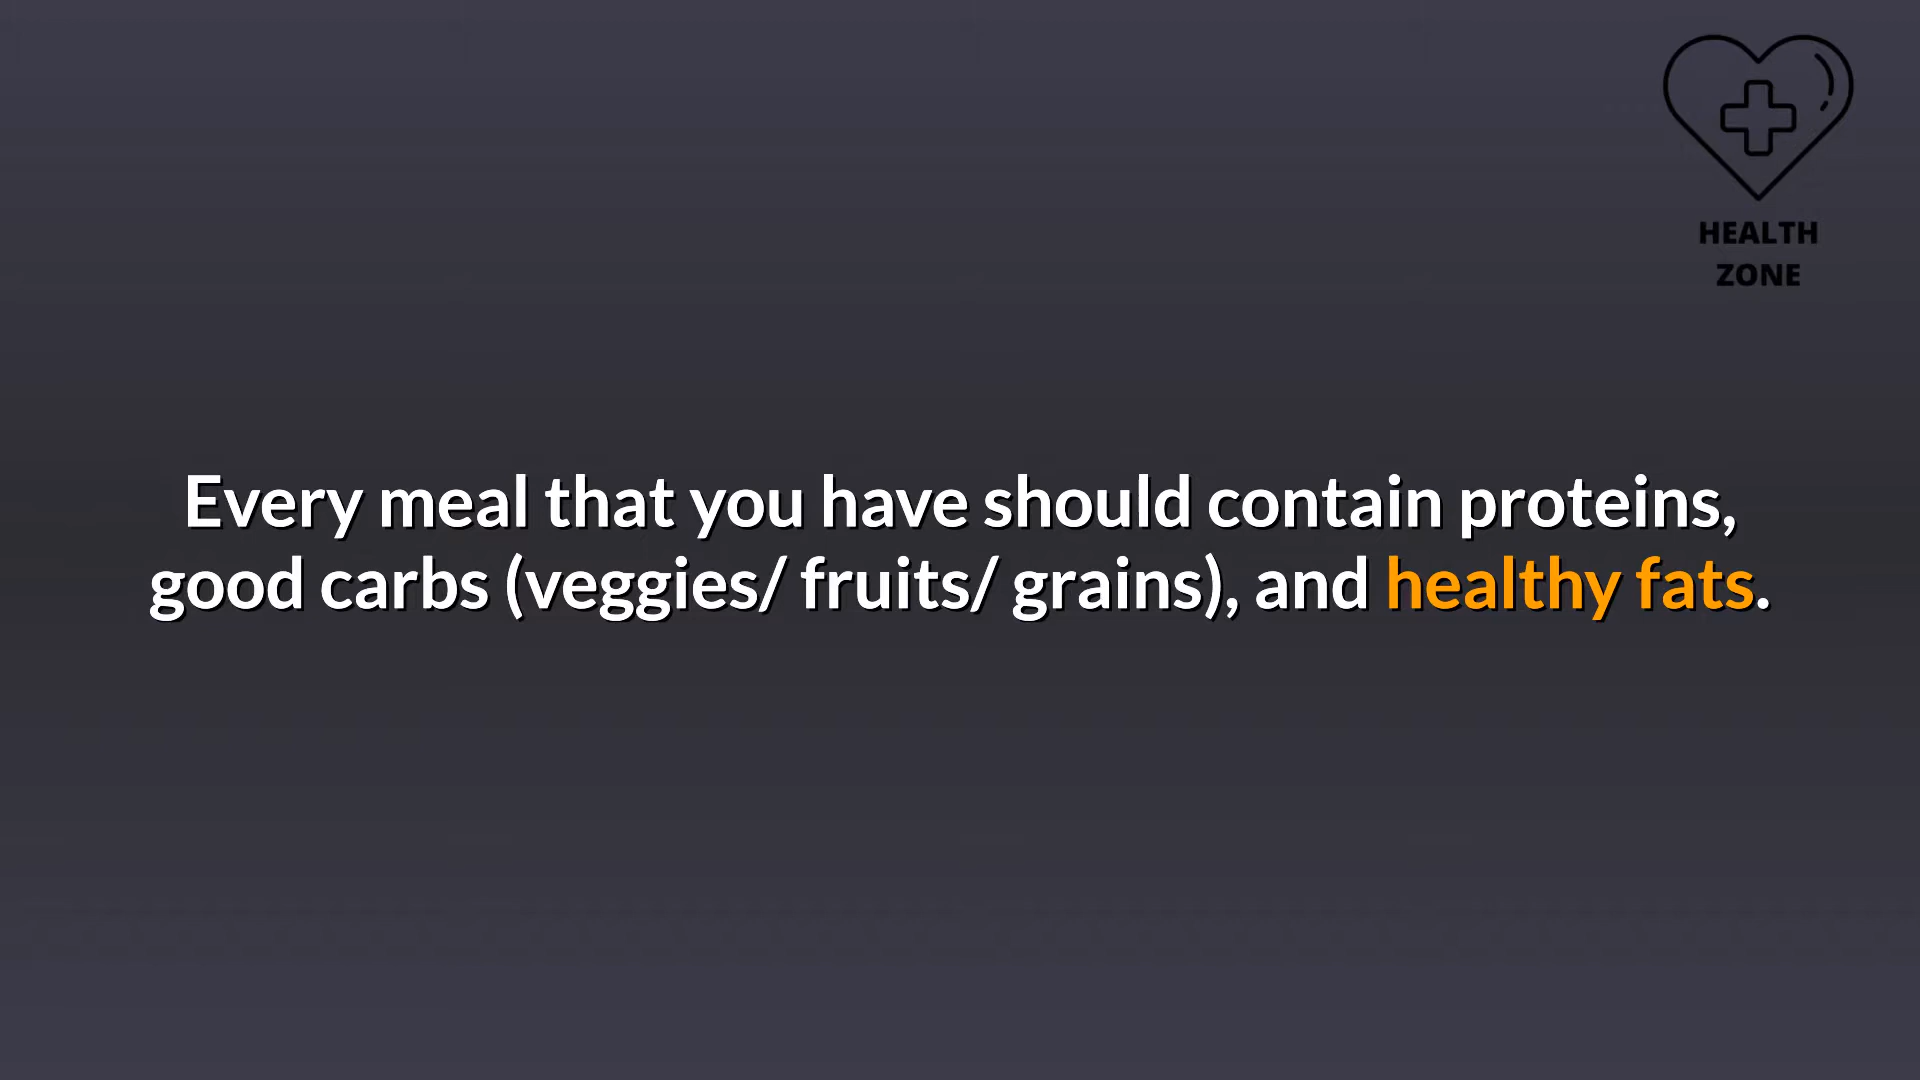 HEALTH
ZONE
Every meal that you have should contain proteins,
good carbs (veggies/ fruits/ grains), and healthy fats.